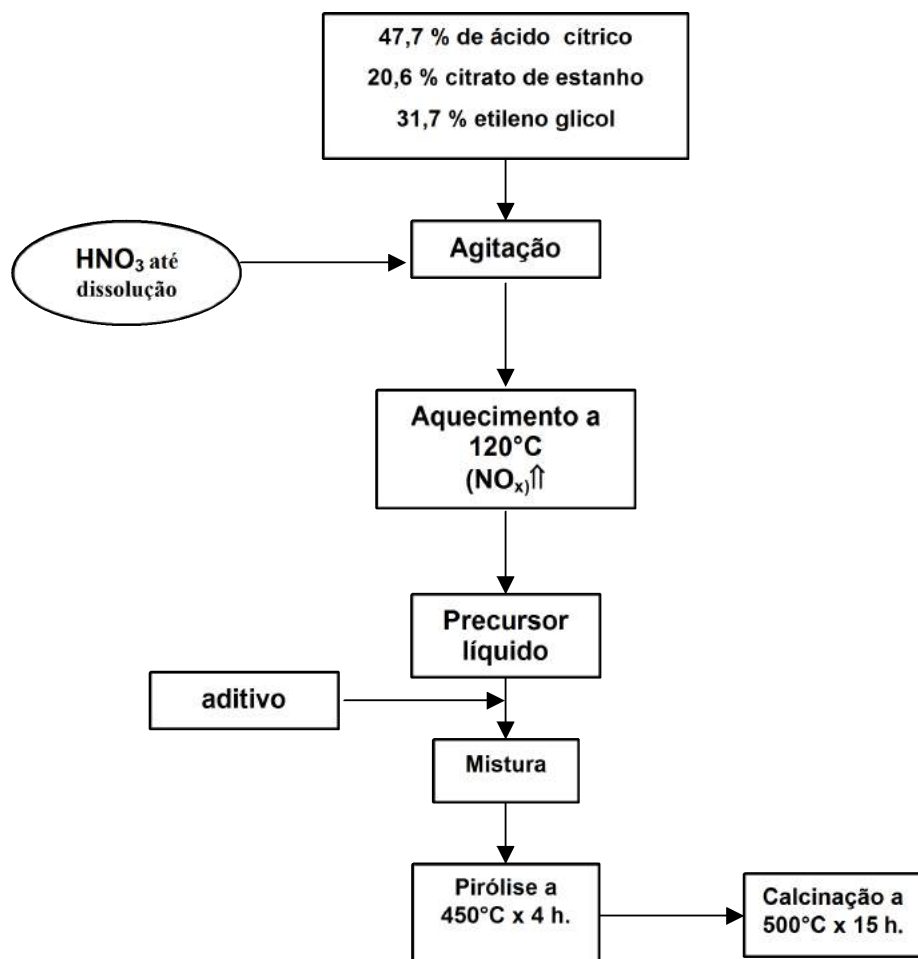 47,7 % de ácido cítrico
20,6 % citrato de estanho
31,7 % etileno glicol
HNO₃ até
dissolução
Agitação
Aquecimento a
120°C
(NOₓ)⇑
Precursor
líquido
aditivo
Mistura
Pirólise a
450°C x 4 h.
Calcinação a
500°C x 15 h.